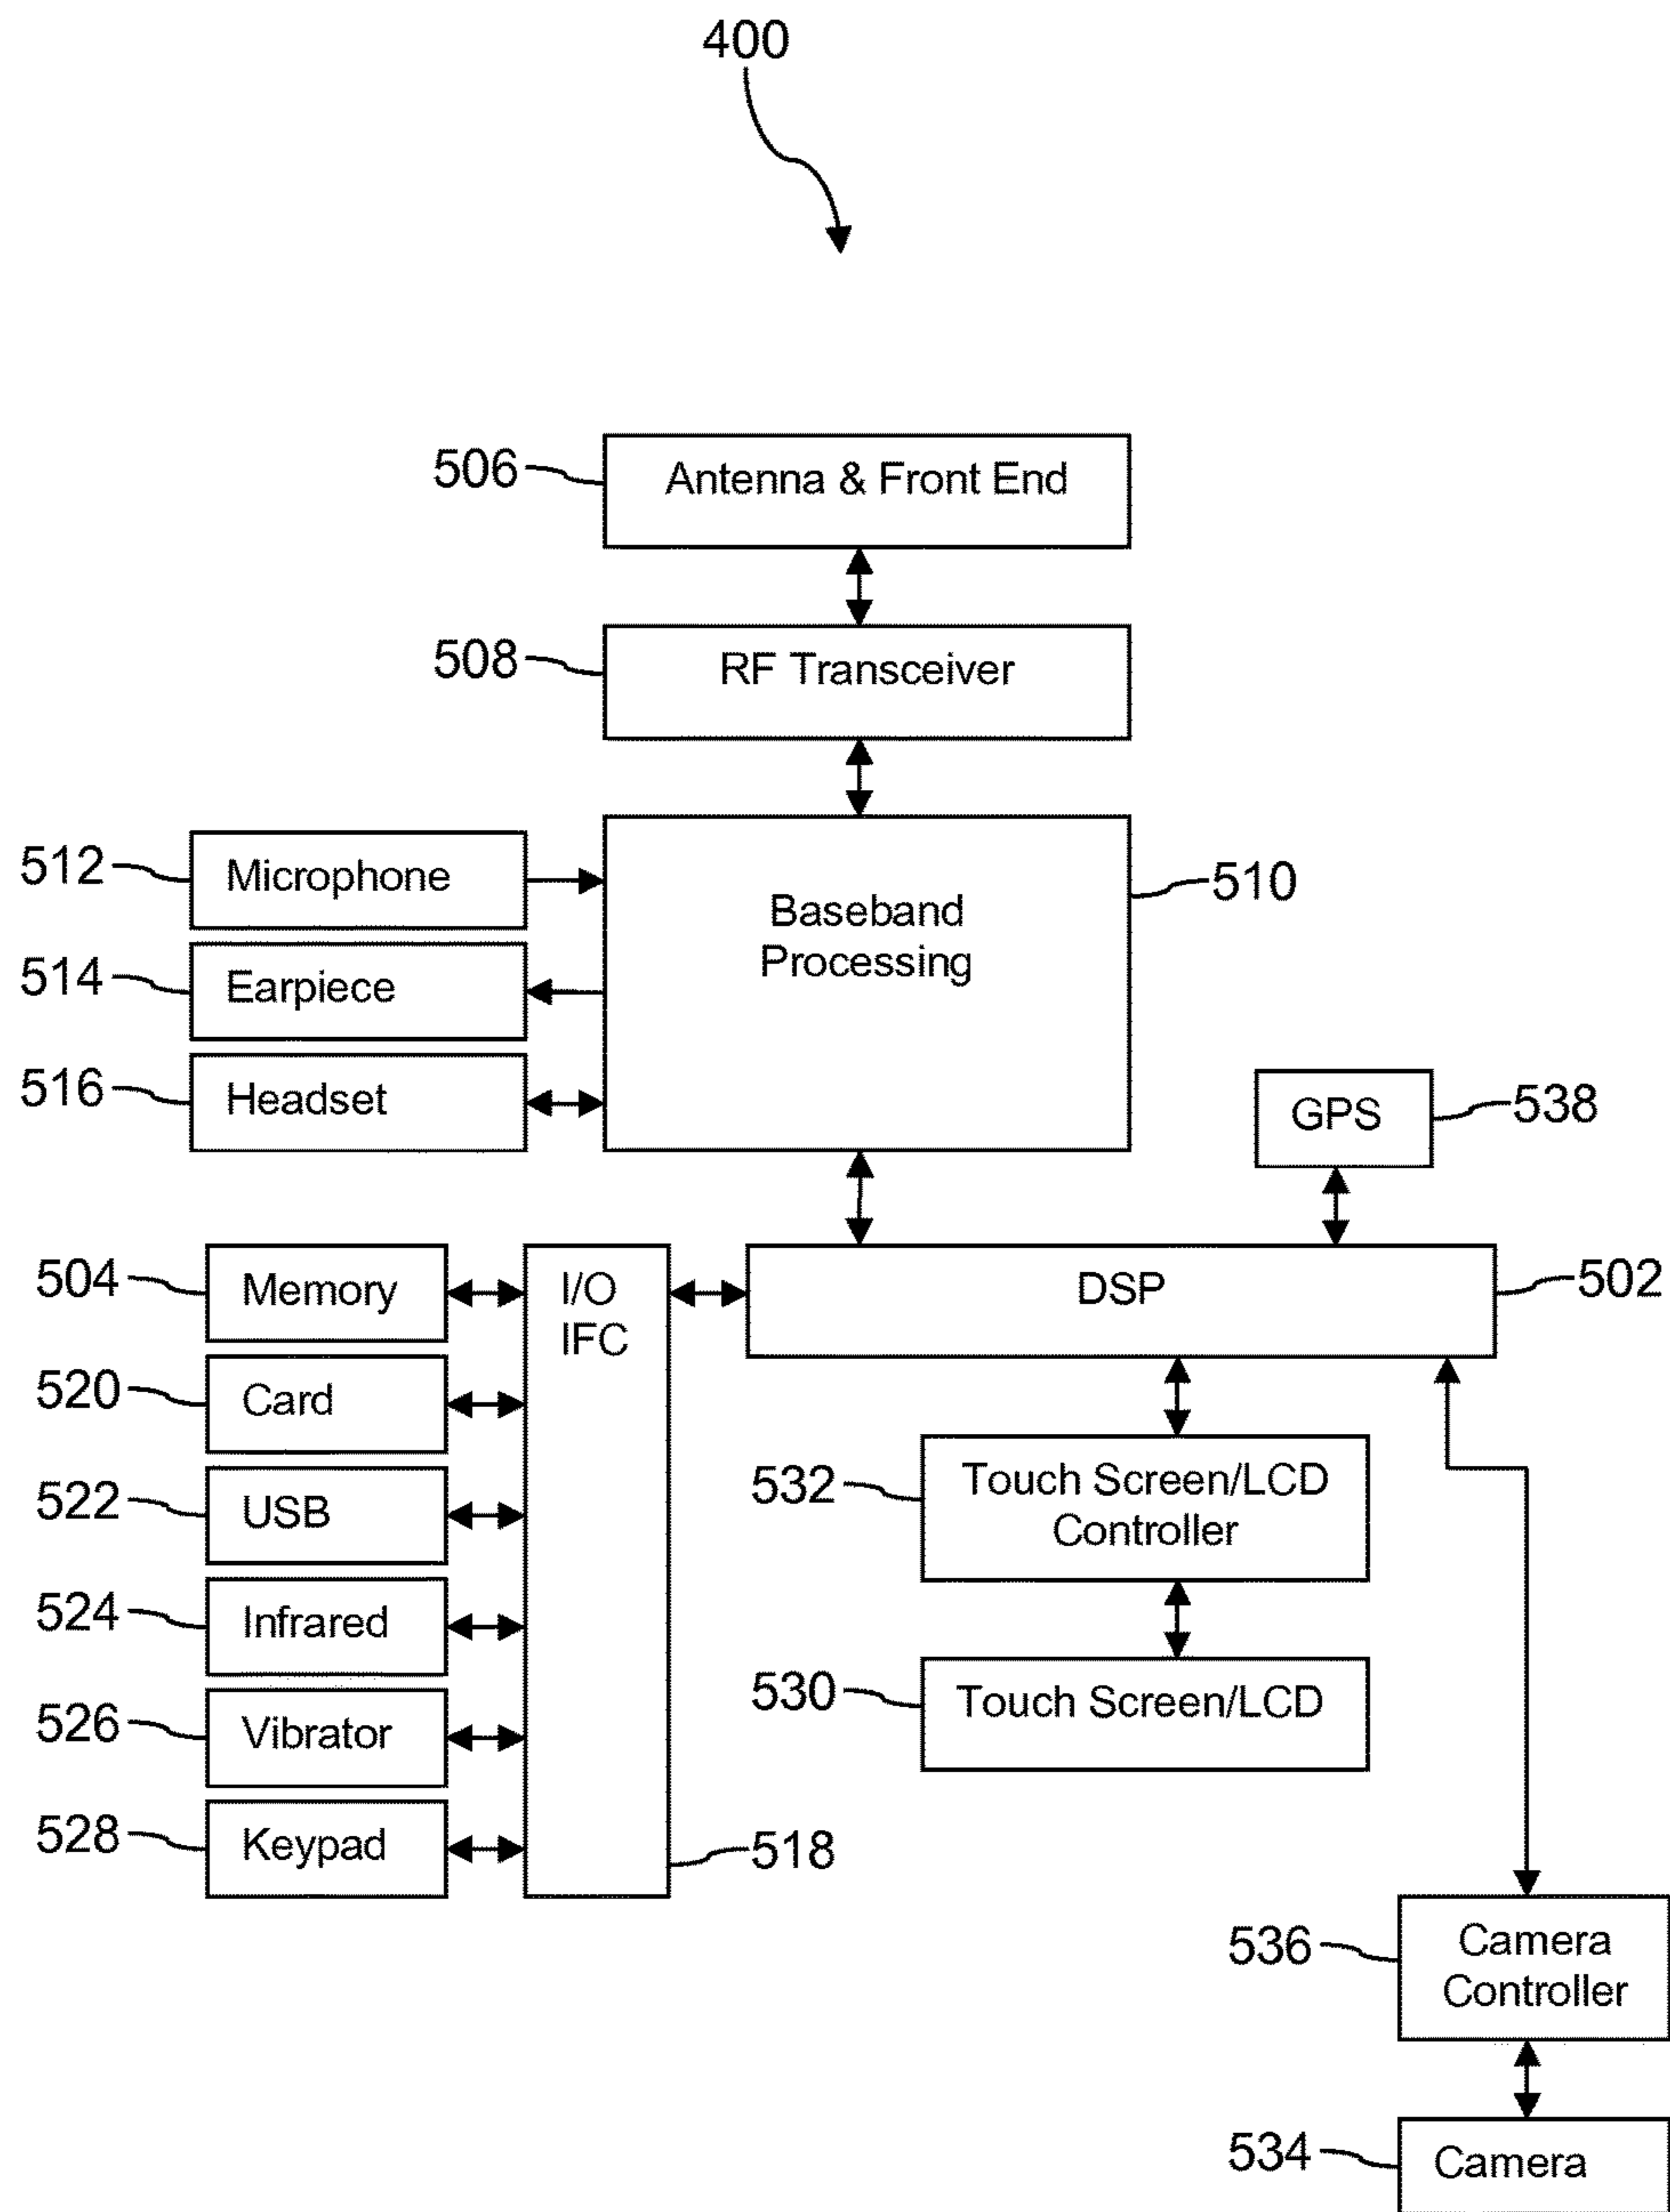 400
506
Antenna & Front End
508
RF Transceiver
512
Microphone
Baseband
Processing
510
514
Earpiece
516
Headset
GPS
538
504
Memory
I/O
IFC
DSP
502
520
Card
522
USB
532
Touch Screen/LCD
Controller
524
Infrared
526
Vibrator
530
Touch Screen/LCD
528
Keypad
518
536
Camera
Controller
534
Camera